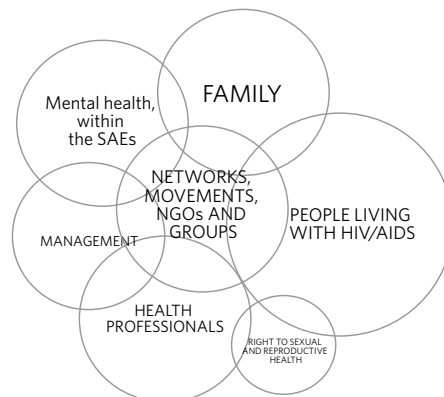 Mental health,
within
the SAEs
FAMILY
NETWORKS,
MOVEMENTS,
NGOs AND
GROUPS
PEOPLE LIVING
WITH HIV/AIDS
MANAGEMENT
HEALTH
PROFESSIONALS
RIGHT TO SEXUAL
AND REPRODUCTIVE
HEALTH